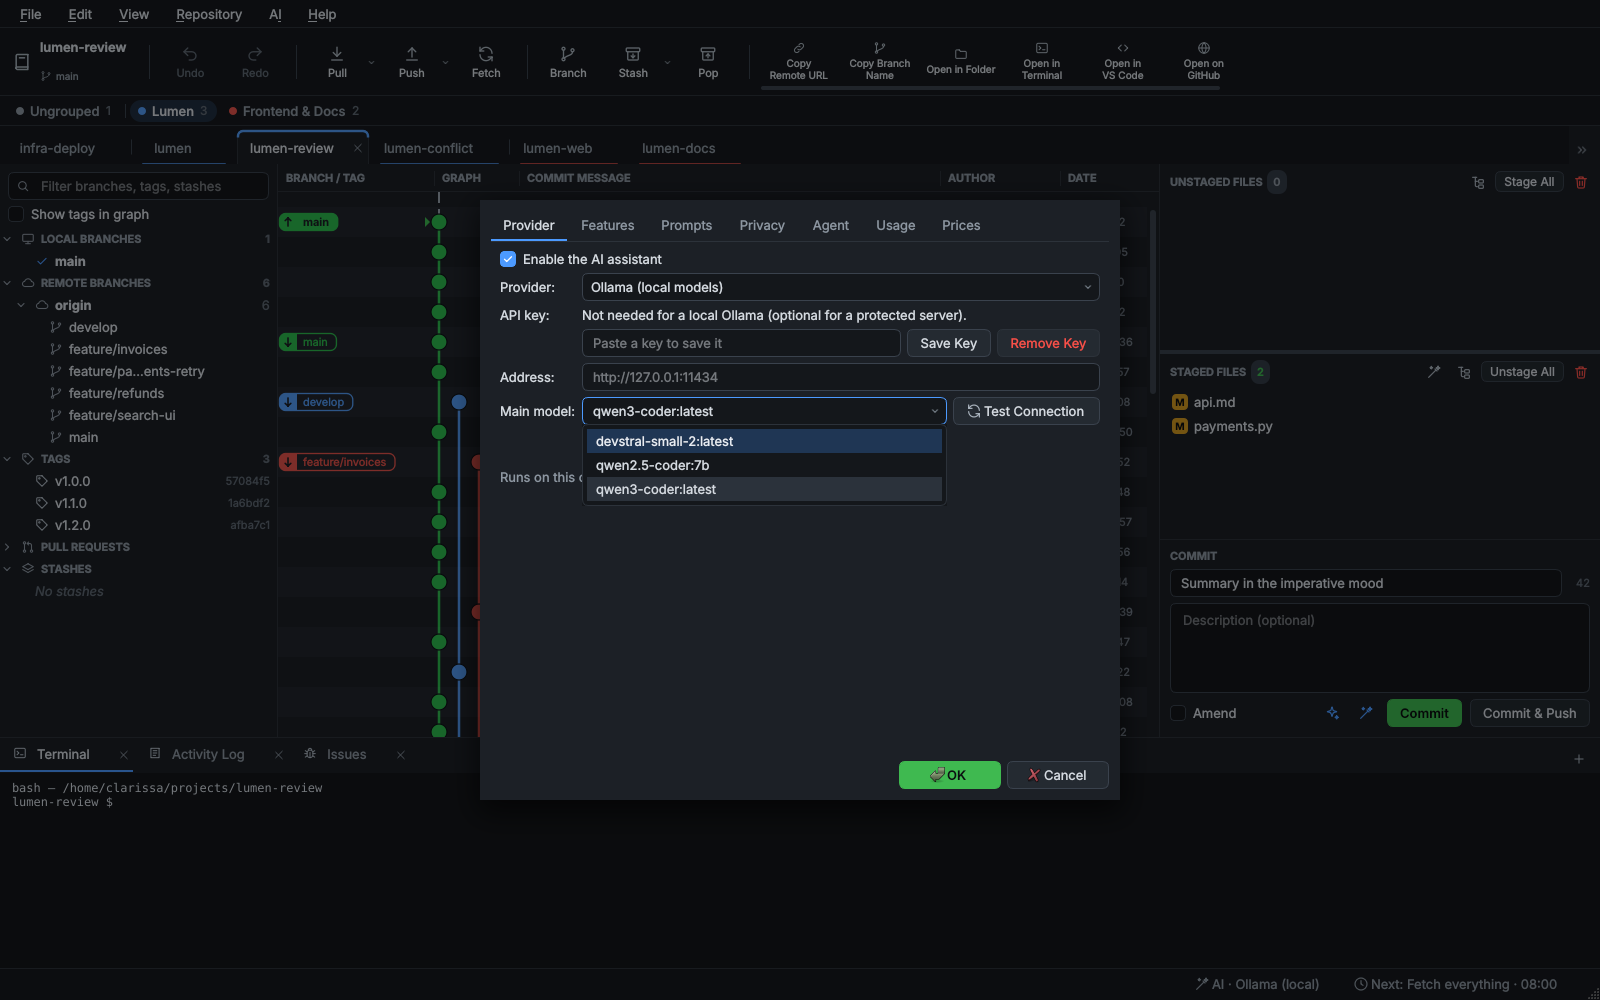 File Edit View Repository AI Help
lumen-review
main
Undo
Redo
Pull
Push
Fetch
Branch
Stash
Pop
Copy
Remote URL
Copy Branch
Name
Open in Folder
Open in
Terminal
Open in
VS Code
Open on
GitHub
Ungrouped 1
Lumen 3
Frontend & Docs 2
infra-deploy
lumen
lumen-review
lumen-conflict
lumen-web
lumen-docs
Filter branches, tags, stashes
Show tags in graph
LOCAL BRANCHES 1
main
REMOTE BRANCHES 6
origin 6
develop
feature/invoices
feature/pa...ents-retry
feature/refunds
feature/search-ui
main
TAGS 3
v1.0.0 57084f5
v1.1.0 1a6bdf2
v1.2.0 afba7c1
PULL REQUESTS
STASHES
No stashes
BRANCH / TAG GRAPH COMMIT MESSAGE AUTHOR DATE
main
main
develop
feature/invoices
Provider Features Prompts Privacy Agent Usage Prices
Enable the AI assistant
Provider: Ollama (local models)
API key: Not needed for a local Ollama (optional for a protected server).
Paste a key to save it Save Key Remove Key
Address: http://127.0.0.1:11434
Main model: qwen3-coder:latest Test Connection
devstral-small-2:latest
qwen2.5-coder:7b
Runs on this
qwen3-coder:latest
OK Cancel
UNSTAGED FILES 0 Stage All
STAGED FILES 2 Unstage All
M api.md
M payments.py
COMMIT
Summary in the imperative mood 42
Description (optional)
Amend Commit Commit & Push
Terminal Activity Log Issues
bash – /home/clarissa/projects/lumen-review
lumen-review $
AI · Ollama (local) Next: Fetch everything · 08:00